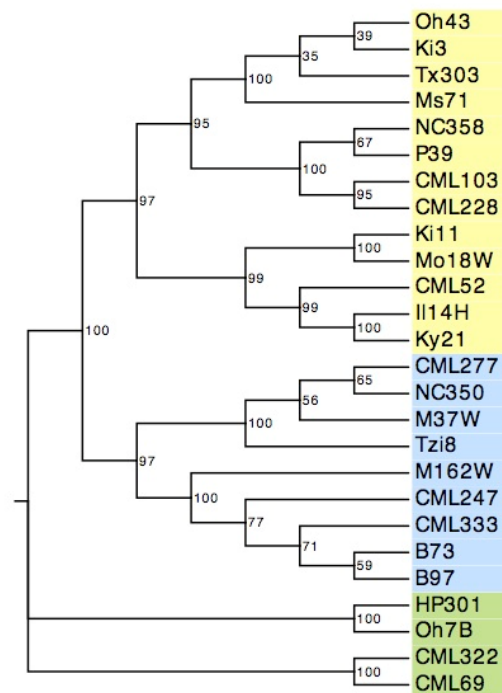 Oh43
39
Ki3
35
Tx303
100
Ms71
95
NC358
67
P39
100
CML103
95
CML228
97
Ki11
100
Mo18W
99
CML52
99
Il14H
100
Ky21
100
CML277
65
NC350
56
M37W
100
Tzi8
97
M162W
100
CML247
77
CML333
71
B73
59
B97
HP301
100
Oh7B
CML322
100
CML69